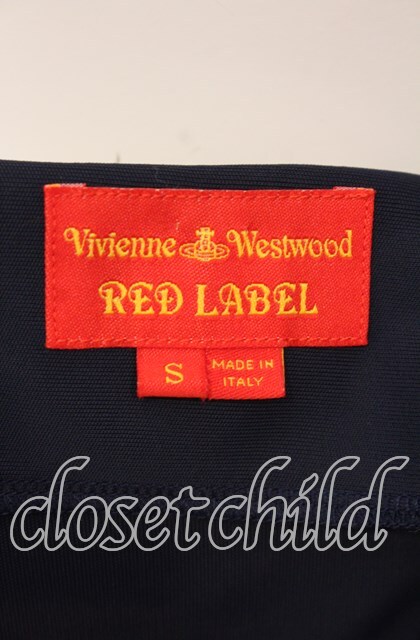 Vivienne Westwood
RED LABEL
S
MADE IN
ITALY
closet child